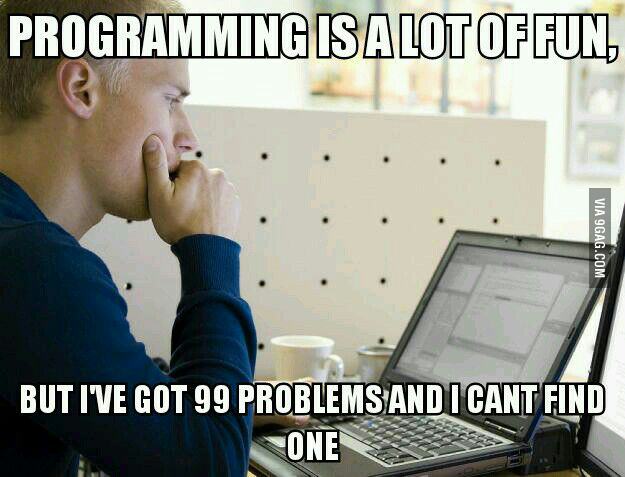 PROGRAMMING IS A LOT OF FUN,
VIA 9GAG.COM
BUT I'VE GOT 99 PROBLEMS AND I CANT FIND
ONE